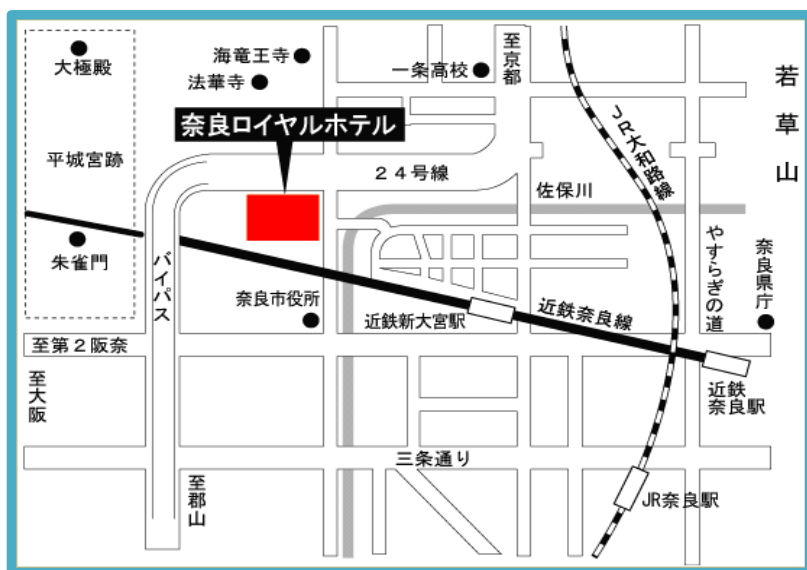 大極殿
海竜王寺
法華寺
一条高校
至京都
若草山
奈良ロイヤルホテル
JR大和路線
平城宮跡
24号線
佐保川
朱雀門
バイパス
やすらぎの道
奈良県庁
奈良市役所
近鉄新大宮駅
近鉄奈良線
至第2阪奈
至大阪
近鉄
奈良駅
三条通り
至郡山
JR奈良駅